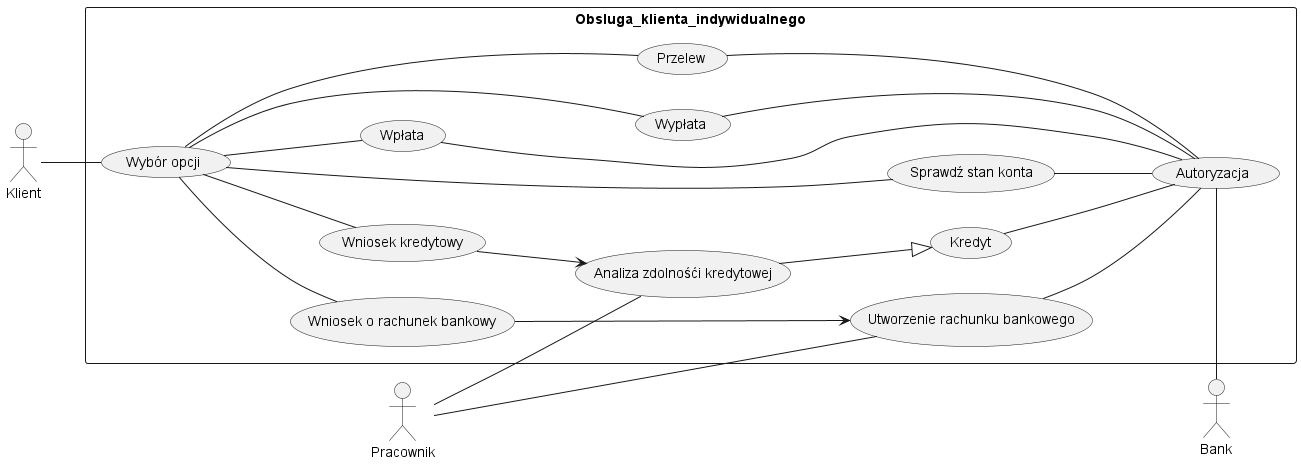 Obsluga_klienta_indywidualnego
Przelew
Wypłata
Wpłata
Klient
Wybór opcji
Sprawdź stan konta
Autoryzacja
Wniosek kredytowy
Kredyt
Analiza zdolnośći kredytowej
Wniosek o rachunek bankowy
Utworzenie rachunku bankowego
Pracownik
Bank